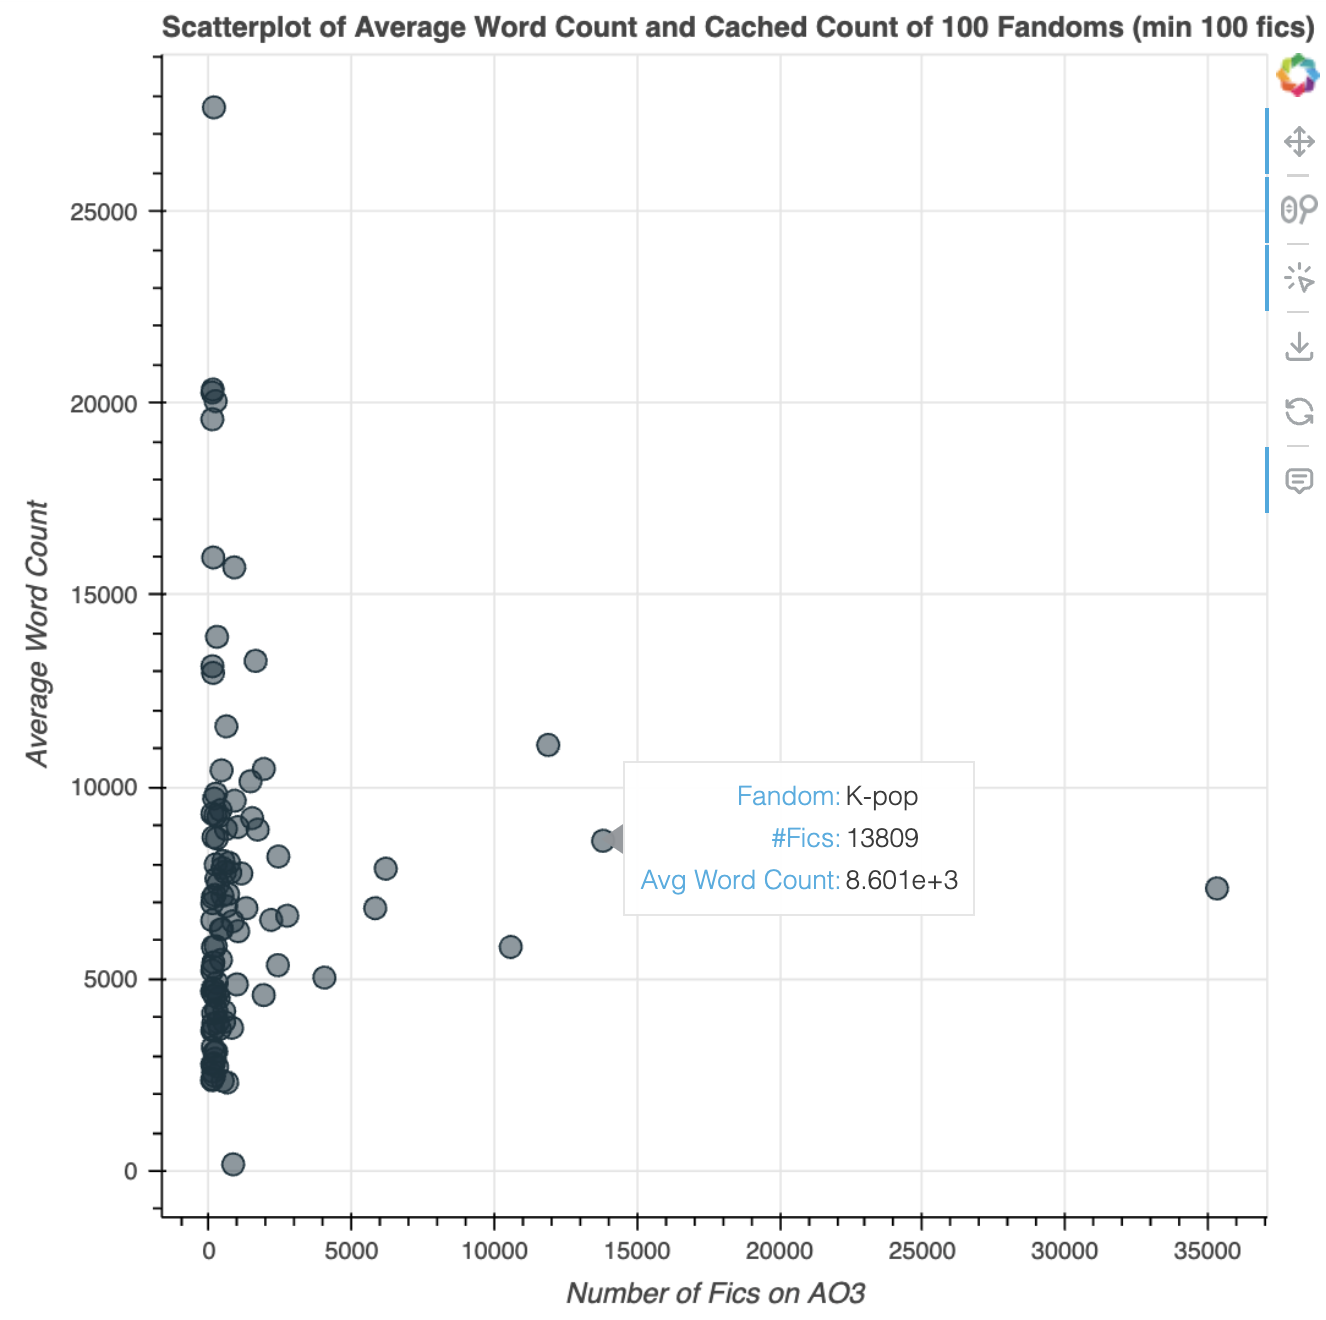 Scatterplot of Average Word Count and Cached Count of 100 Fandoms (min 100 fics)
Average Word Count
25000
20000
15000
10000
5000
0
Fandom: K-pop
#Fics: 13809
Avg Word Count: 8.601e+3
0 5000 10000 15000 20000 25000 30000 35000
Number of Fics on AO3